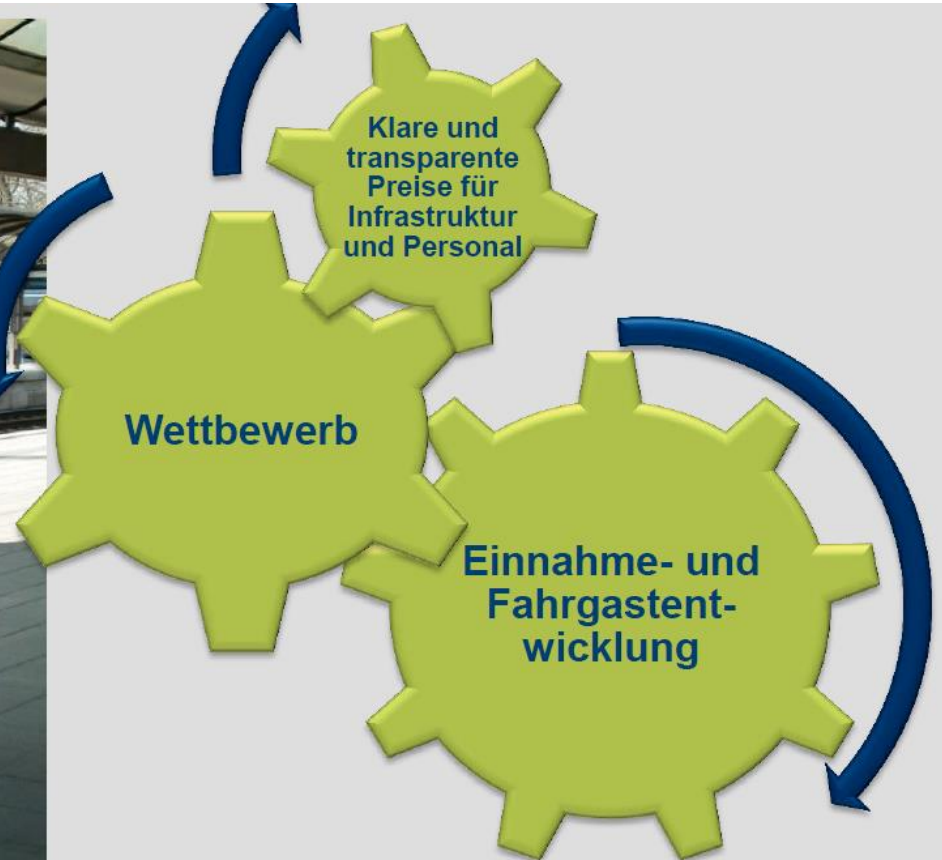 Klare und
transparente
Preise für
Infrastruktur
und Personal
Wettbewerb
Einnahme- und
Fahrgastent-
wicklung